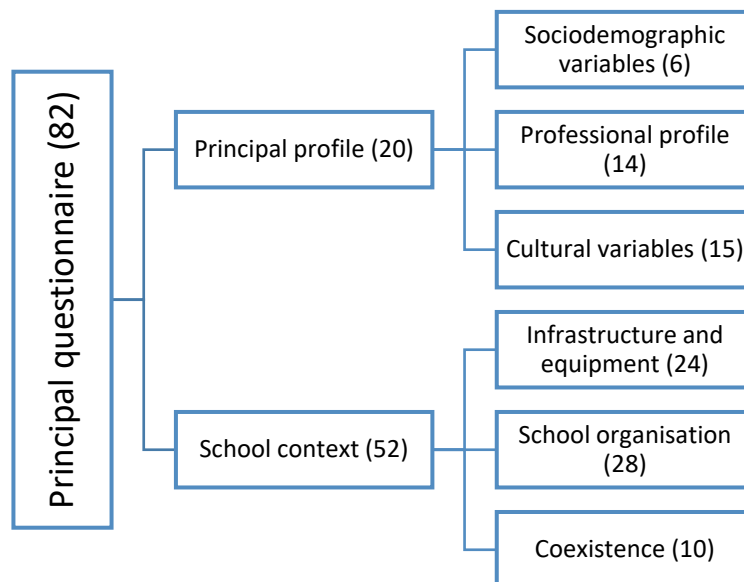 Principal questionnaire (82)
Principal profile (20)
Sociodemographic
variables (6)
Professional profile
(14)
Cultural variables (15)
School context (52)
Infrastructure and
equipment (24)
School organisation
(28)
Coexistence (10)